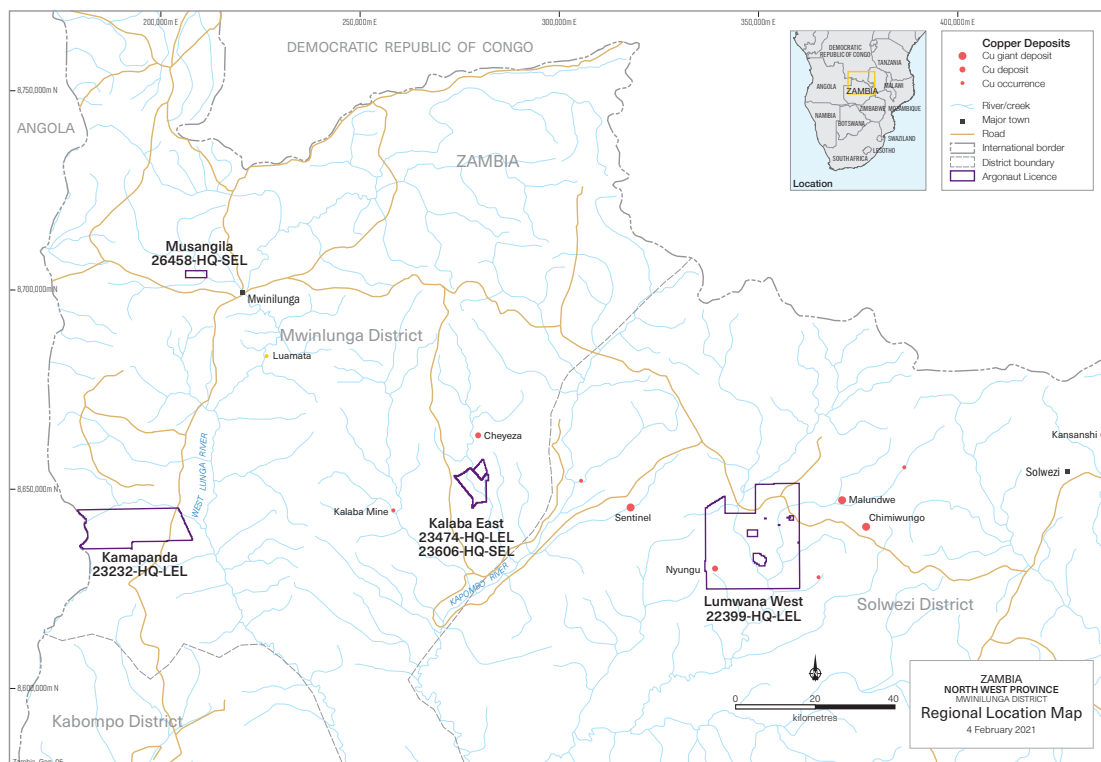 200,000m E
250,000m E
300,000m E
350,000m E
400,000m E
8,750,000m N
8,700,000m N
8,650,000m N
8,600,000m N
DEMOCRATIC REPUBLIC OF CONGO
ANGOLA
ZAMBIA
Musangila
26458-HQ-SEL
Mwinilunga
Mwinlunga District
Luamata
WEST LUNGA RIVER
Cheyeza
Kalaba Mine
Kalaba East
23474-HQ-LEL
23606-HQ-SEL
Kamapanda
23232-HQ-LEL
KAPOMBO RIVER
Sentinel
Nyungu
Malundwe
Chimiwungo
Lumwana West
22399-HQ-LEL
Kansanshi
Solwezi
Solwezi District
Kabompo District
DEMOCRATIC
REPUBLIC OF CONGO
TANZANIA
ANGOLA
ZAMBIA
MALAWI
ZIMBABWE
MOZAMBIQUE
NAMIBIA
BOTSWANA
SWAZILAND
LESOTHO
SOUTH AFRICA
Location
Copper Deposits
Cu giant deposit
Cu deposit
Cu occurrence
River/creek
Major town
Road
International border
District boundary
Argonaut Licence
0
20
40
kilometres
ZAMBIA
NORTH WEST PROVINCE
MWINILUNGA DISTRICT
Regional Location Map
4 February 2021